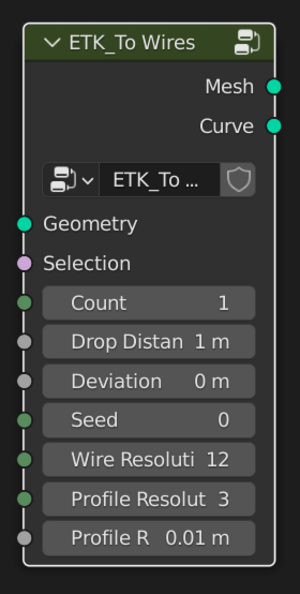 ETK_To Wires
Mesh
Curve
ETK_To ...
Geometry
Selection
Count 1
Drop Distan 1 m
Deviation 0 m
Seed 0
Wire Resoluti 12
Profile Resolut 3
Profile R 0.01 m